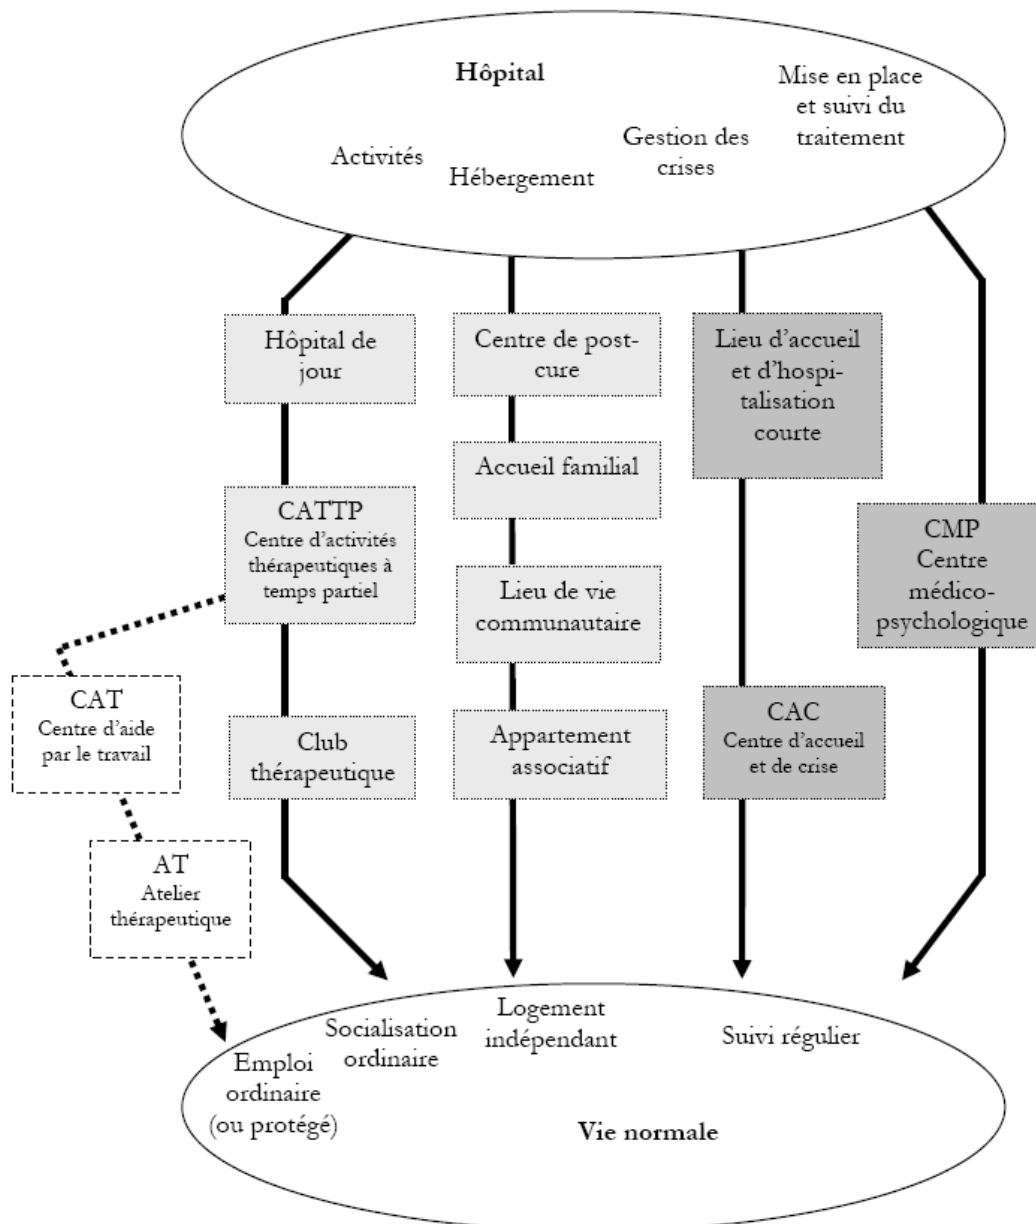 Hôpital
Mise en place
et suivi du
traitement
Activités
Hébergement
Gestion des
crises
Hôpital de
jour
Centre de post-
cure
Lieu d'accueil
et d'hospi-
talisation
courte
Accueil familial
CATTP
Centre d'activités
thérapeutiques à
temps partiel
CMP
Centre
médico-
psychologique
Lieu de vie
communautaire
CAT
Centre d'aide
par le travail
Club
thérapeutique
Appartement
associatif
CAC
Centre d'accueil
et de crise
AT
Atelier
thérapeutique
Emploi
ordinaire
(ou protégé)
Socialisation
ordinaire
Logement
indépendant
Suivi régulier
Vie normale